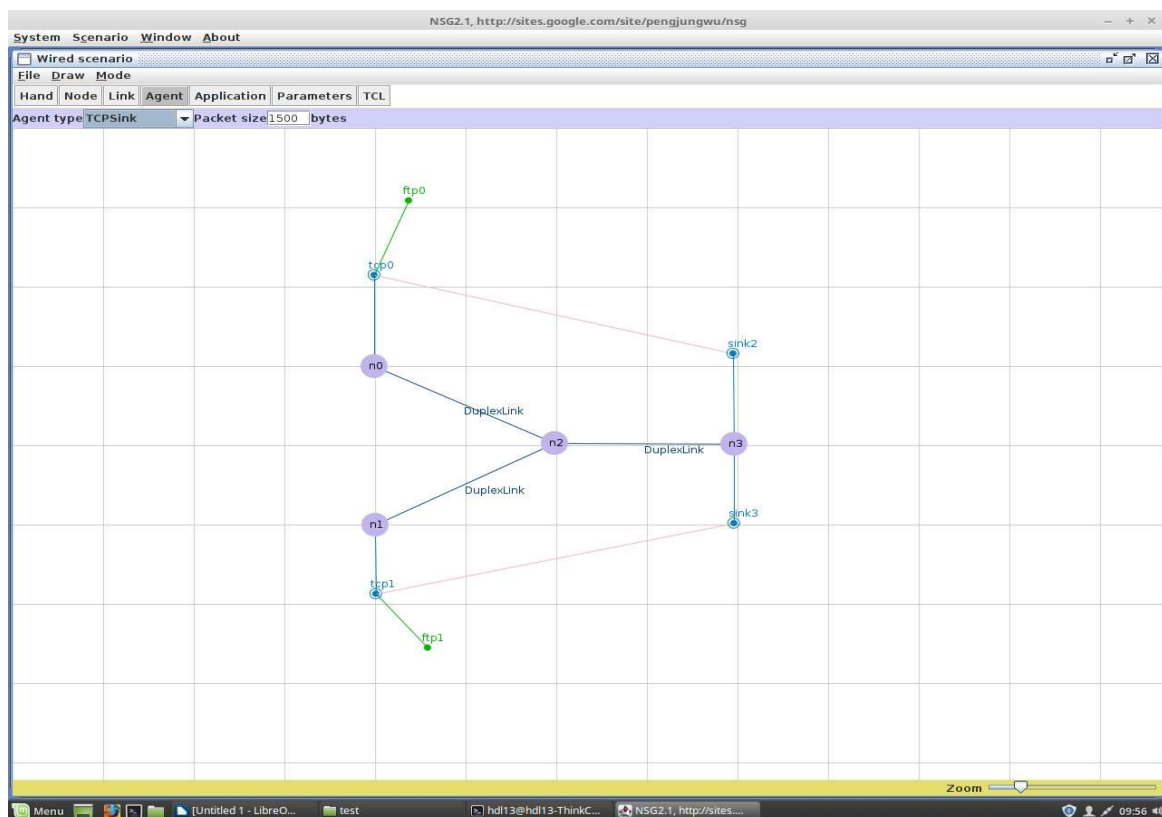 NSG2.1, http://sites.google.com/site/pengjungwu/nsg
System Scenario Window About
Wired scenario
File Draw Mode
Hand Node Link Agent Application Parameters TCL
Agent type TCPSink Packet size 1500 bytes
ftp0
tcp0
sink2
n0
DuplexLink
n2
n3
DuplexLink
DuplexLink
sink3
n1
tcp1
ftp1
Zoom
Menu [Untitled 1 - LibreO... test hdl13@hdl13-ThinkC... NSG2.1, http://sites.... 09:56